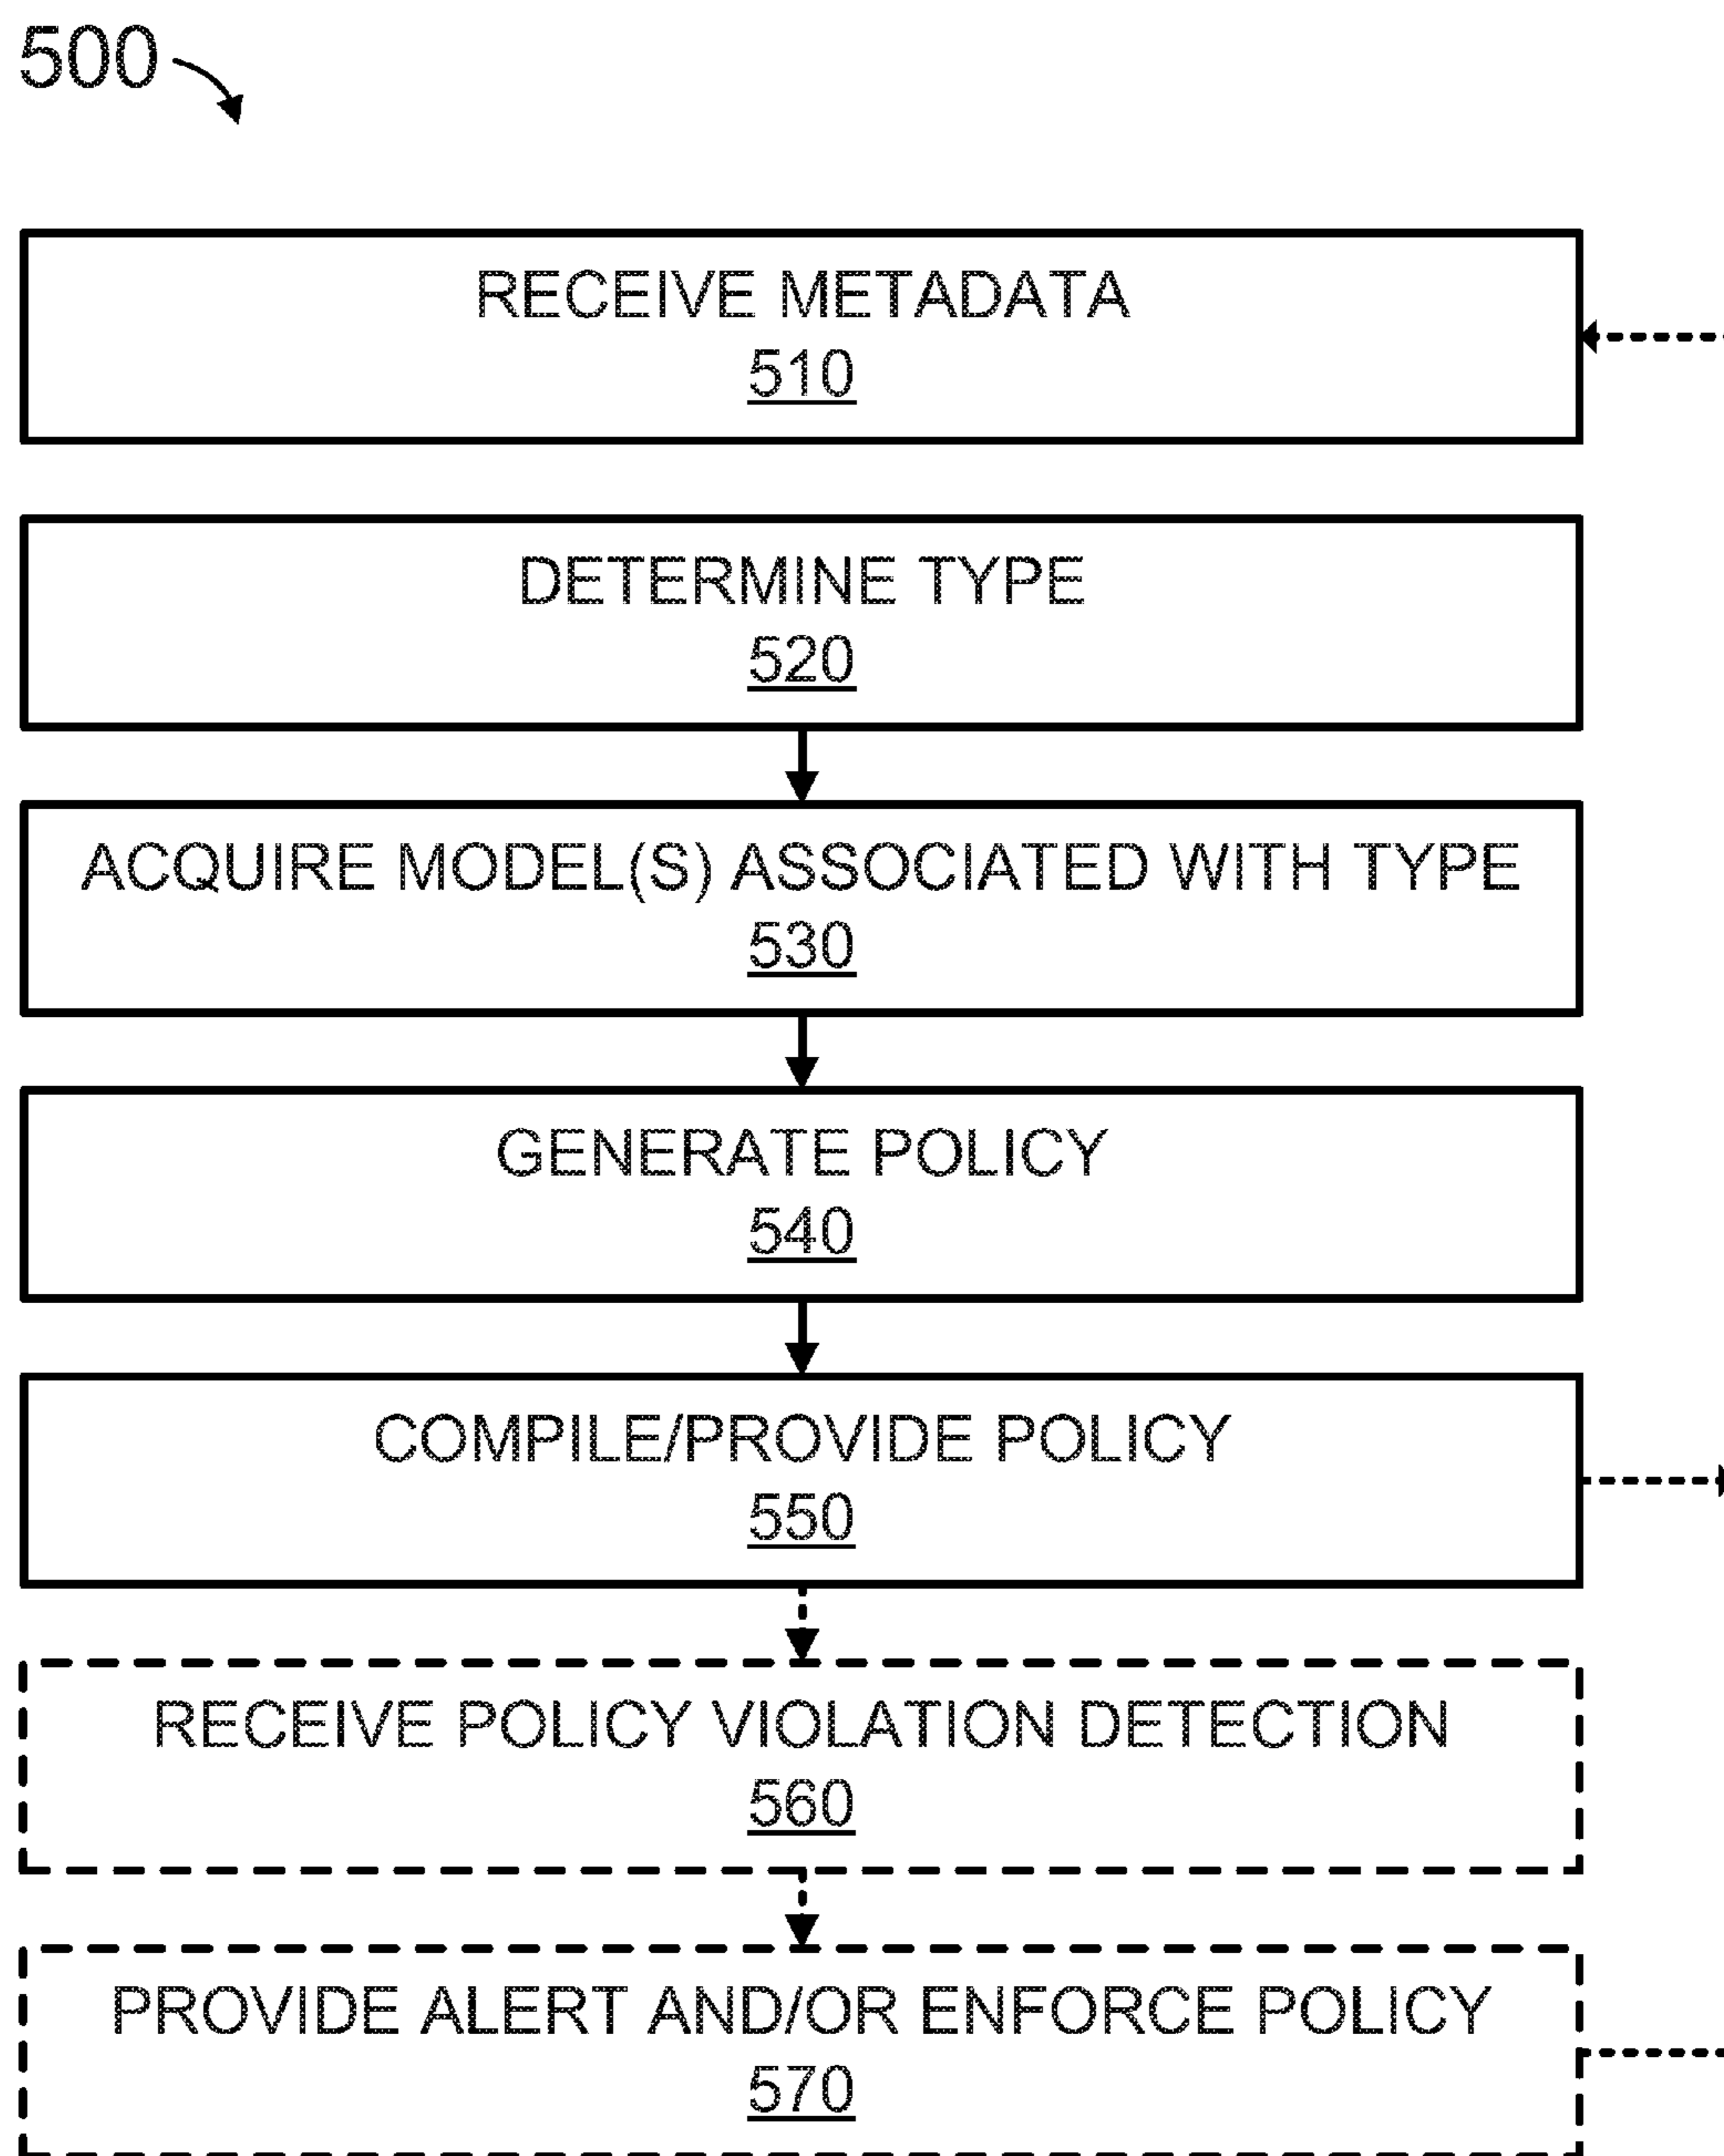 500
RECEIVE METADATA
510
DETERMINE TYPE
520
ACQUIRE MODEL(S) ASSOCIATED WITH TYPE
530
GENERATE POLICY
540
COMPILE/PROVIDE POLICY
550
RECEIVE POLICY VIOLATION DETECTION
560
PROVIDE ALERT AND/OR ENFORCE POLICY
570